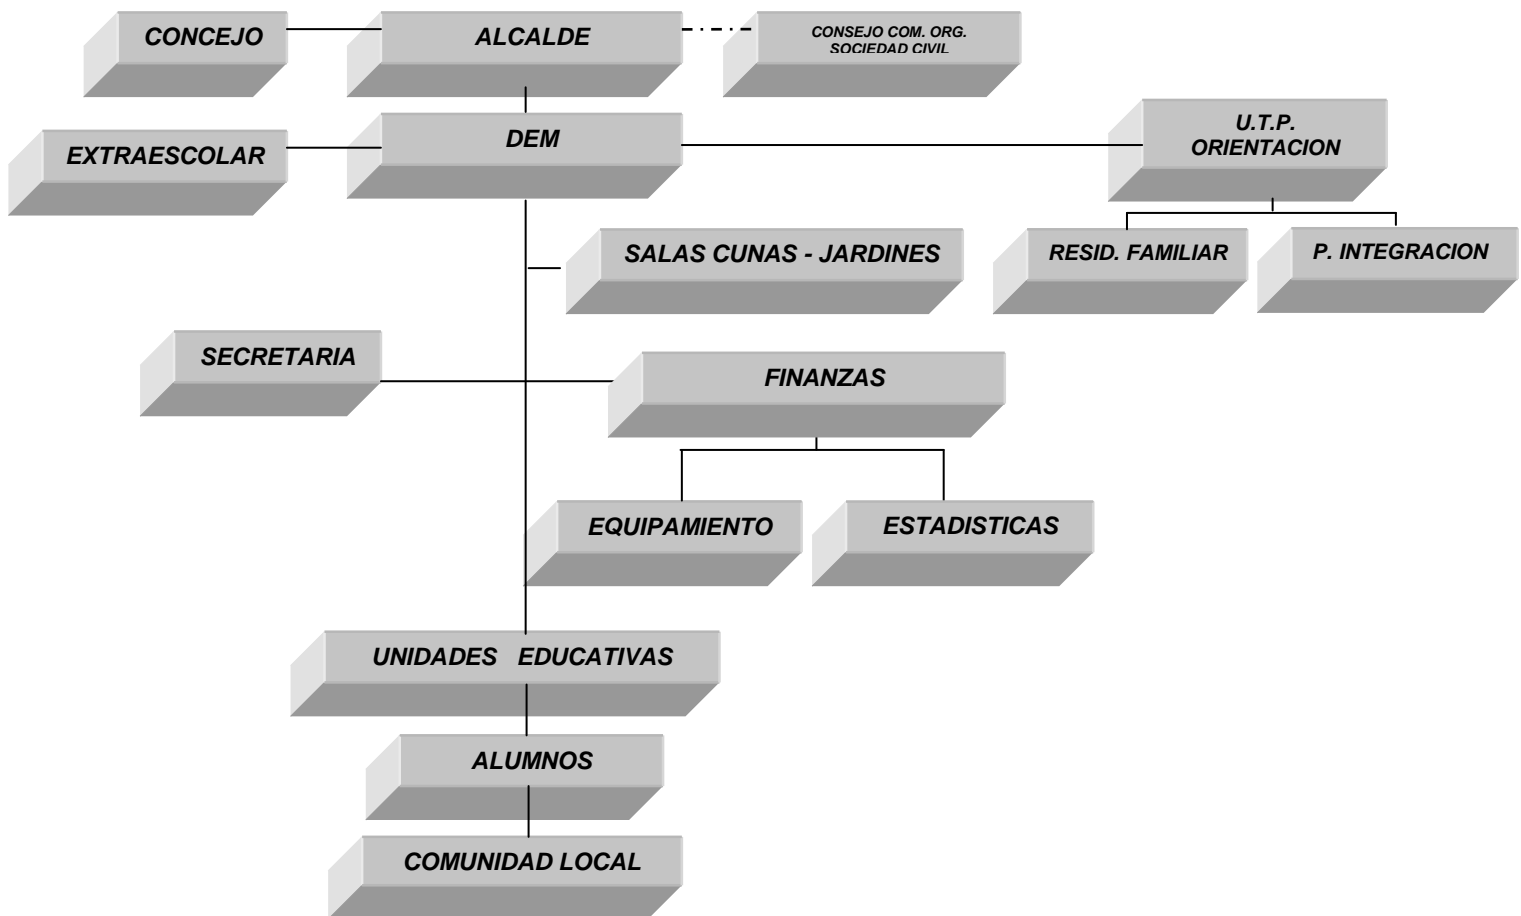 CONCEJO
ALCALDE
CONSEJO COM. ORG.
SOCIEDAD CIVIL
EXTRAESCOLAR
DEM
U.T.P.
ORIENTACION
SALAS CUNAS - JARDINES
RESID. FAMILIAR
P. INTEGRACION
SECRETARIA
FINANZAS
EQUIPAMIENTO
ESTADISTICAS
UNIDADES EDUCATIVAS
ALUMNOS
COMUNIDAD LOCAL